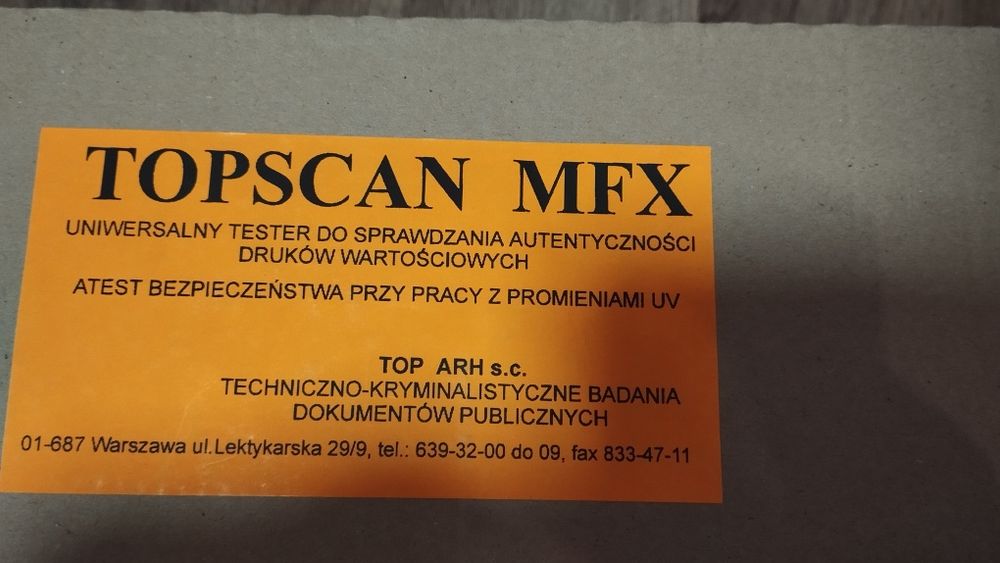 TOPSCAN MFX
UNIWERSALNY TESTER DO SPRAWDZANIA AUTENTYCZNOŚCI
DRUKÓW WARTOŚCIOWYCH
ATEST BEZPIECZEŃSTWA PRZY PRACY Z PROMIENIAMI UV
TOP ARH s.c.
TECHNICZNO-KRYMINALISTYCZNE BADANIA
DOKUMENTÓW PUBLICZNYCH
01-687 Warszawa ul.Lektykarska 29/9, tel.: 639-32-00 do 09, fax 833-47-11